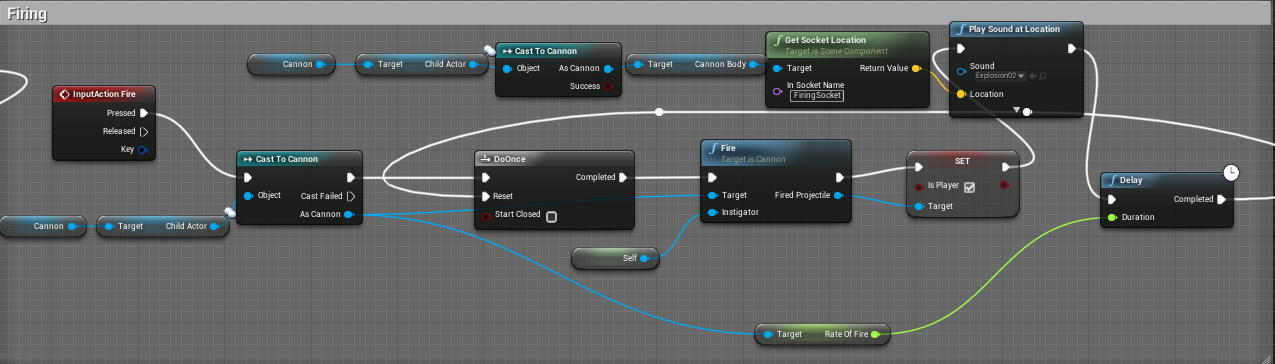 Firing
Play Sound at Location
Sound
Explosion02
Location
Get Socket Location
Target is Scene Component
Target
Return Value
In Socket Name
FiringSocket
Cannon
Target Child Actor
Cast To Cannon
Object As Cannon
Success
Target Cannon Body
InputAction Fire
Pressed
Released
Key
Cast To Cannon
Object
Cast Failed
As Cannon
Cannon
Target Child Actor
DoOnce
Completed
Reset
Start Closed
Fire
Target is Cannon
Target Fired Projectile
Instigator
Self
SET
Is Player
Target
Delay
Completed
Duration
Target Rate Of Fire